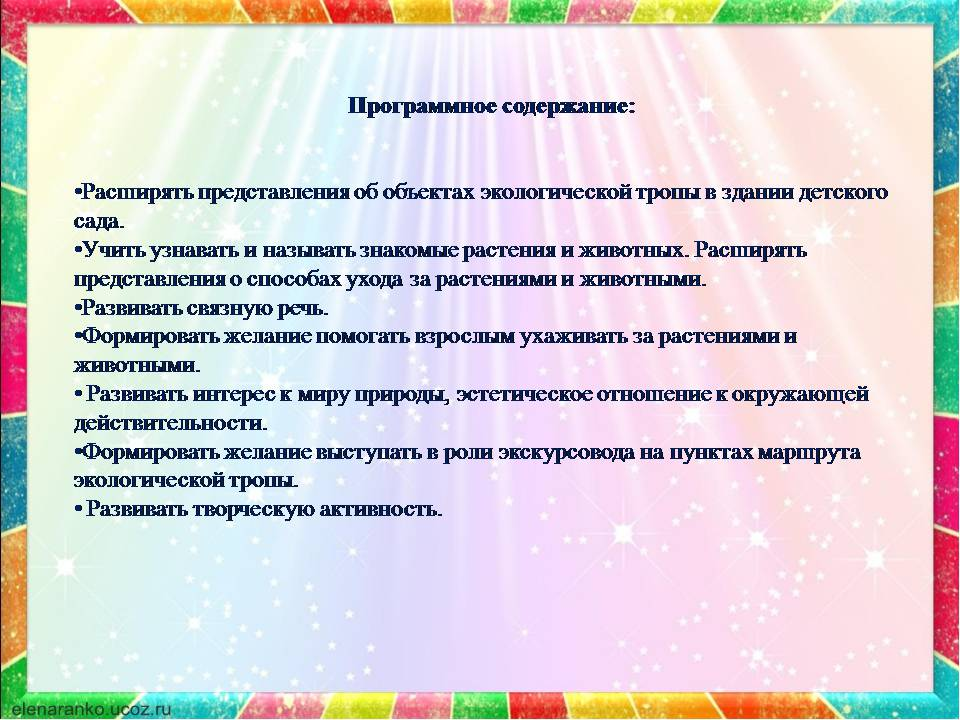 Программное содержание:
•Расширять представления об объектах экологической тропы в здании детского
сада.
•Учить узнавать и называть знакомые растения и животных. Расширять
представления о способах ухода за растениями и животными.
•Развивать связную речь.
•Формировать желание помогать взрослым ухаживать за растениями и
животными.
• Развивать интерес к миру природы, эстетическое отношение к окружающей
действительности.
•Формировать желание выступать в роли экскурсовода на пунктах маршрута
экологической тропы.
• Развивать творческую активность.
elenaranko.ucoz.ru